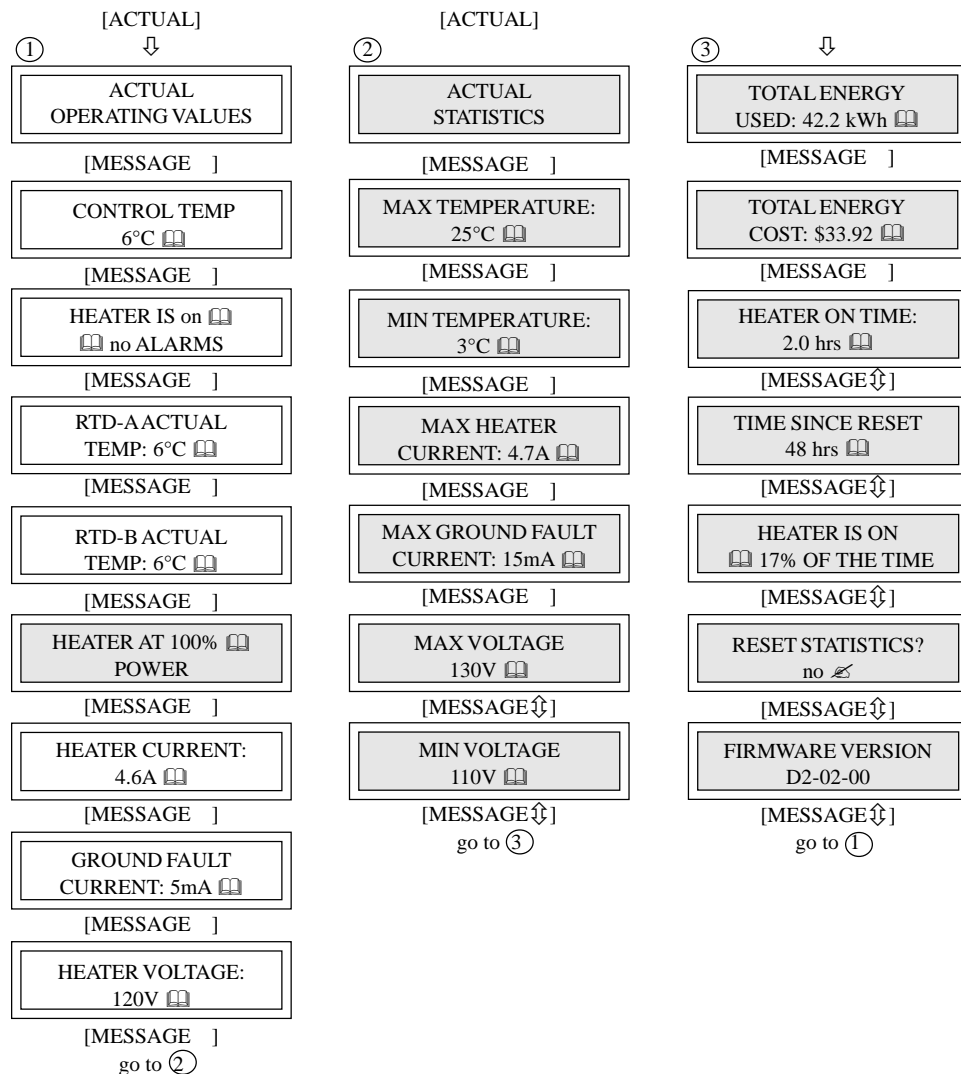 [ACTUAL]
1
⇩
ACTUAL
OPERATING VALUES
[MESSAGE ]
CONTROL TEMP
6°C 🕮
[MESSAGE ]
HEATER IS on 🕮
🕮 no ALARMS
[MESSAGE ]
RTD-A ACTUAL
TEMP: 6°C 🕮
[MESSAGE ]
RTD-B ACTUAL
TEMP: 6°C 🕮
[MESSAGE ]
HEATER AT 100% 🕮
POWER
[MESSAGE ]
HEATER CURRENT:
4.6A 🕮
[MESSAGE ]
GROUND FAULT
CURRENT: 5mA 🕮
[MESSAGE ]
HEATER VOLTAGE:
120V 🕮
[MESSAGE ]
go to 2
[ACTUAL]
2
ACTUAL
STATISTICS
[MESSAGE ]
MAX TEMPERATURE:
25°C 🕮
[MESSAGE ]
MIN TEMPERATURE:
3°C 🕮
[MESSAGE ]
MAX HEATER
CURRENT: 4.7A 🕮
[MESSAGE ]
MAX GROUND FAULT
CURRENT: 15mA 🕮
[MESSAGE ]
MAX VOLTAGE
130V 🕮
[MESSAGE⇳]
MIN VOLTAGE
110V 🕮
[MESSAGE⇳]
go to 3
3
⇩
TOTAL ENERGY
USED: 42.2 kWh 🕮
[MESSAGE ]
TOTAL ENERGY
COST: $33.92 🕮
[MESSAGE ]
HEATER ON TIME:
2.0 hrs 🕮
[MESSAGE⇳]
TIME SINCE RESET
48 hrs 🕮
[MESSAGE⇳]
HEATER IS ON
🕮 17% OF THE TIME
[MESSAGE⇳]
RESET STATISTICS?
no ✍
[MESSAGE⇳]
FIRMWARE VERSION
D2-02-00
[MESSAGE⇳]
go to 1